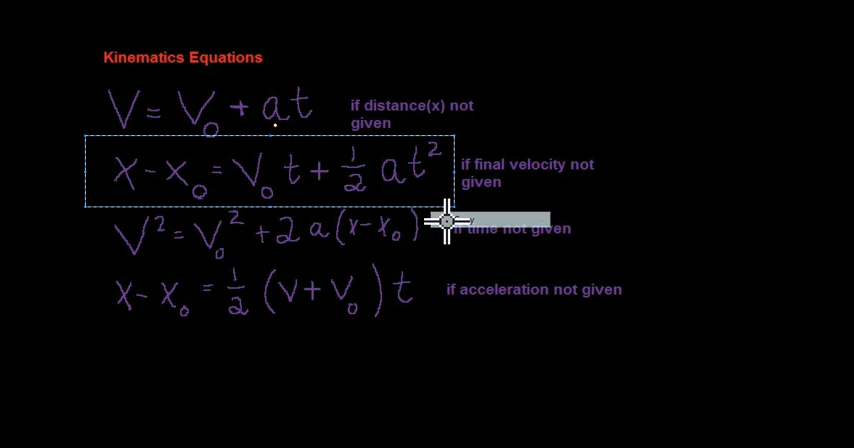 Kinematics Equations
V = V₀ + at if distance(x) not
given
x - x₀ = V₀t + ½ at² if final velocity not
given
V² = V₀² + 2a(x - x₀) if time not given
x - x₀ = ½ (V + V₀)t if acceleration not given